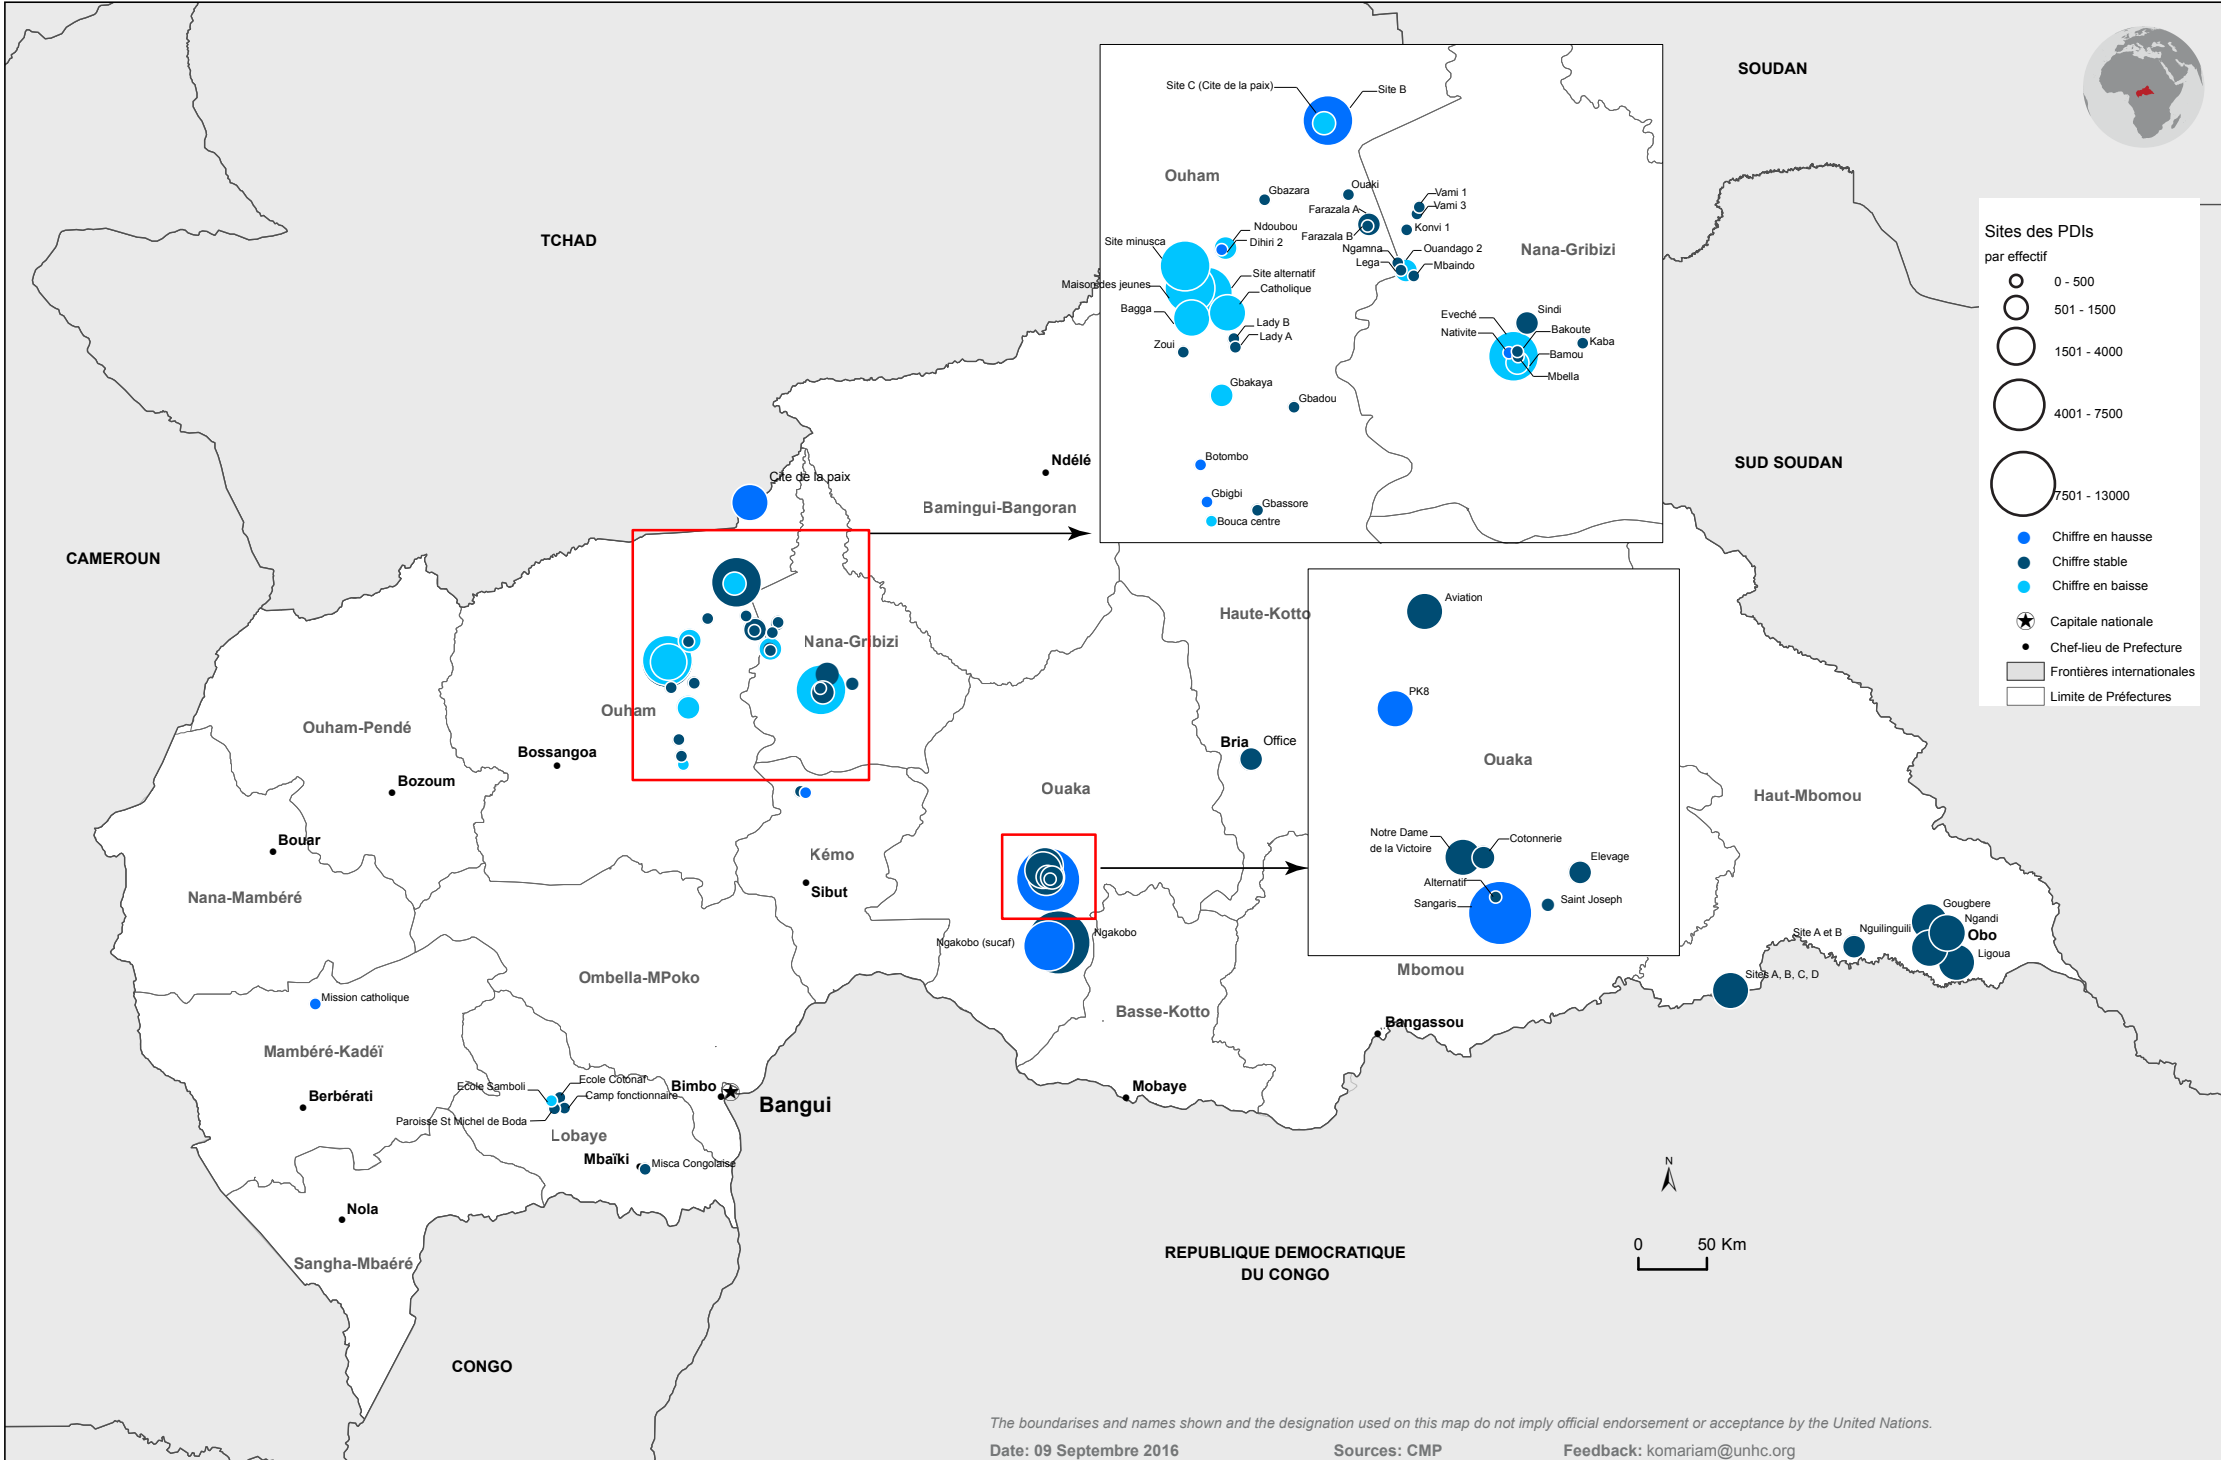 SOUDAN
TCHAD
CAMEROUN
SUD SOUDAN
REPUBLIQUE DEMOCRATIQUE
DU CONGO
CONGO
Site C (Cite de la paix)
Site B
Ouham
Gbazara
Ouaki
Vami 1
Vami 3
Farazala A
Farazala B
Konvi 1
Ndoubou
Dihiri 2
Site minusca
Ngamna
Ouandago 2
Lega
Mbaindo
Nana-Gribizi
Site alternatif
Maison des jeunes
Catholique
Bagga
Lady B
Lady A
Zoui
Sindi
Eveché
Nativite
Bakoute
Kaba
Bamou
Mbella
Gbakaya
Gbadou
Botombo
Gbigbi
Gbassore
Bouca centre
Sites des PDIs
par effectif
0 - 500
501 - 1500
1501 - 4000
4001 - 7500
7501 - 13000
Chiffre en hausse
Chiffre stable
Chiffre en baisse
Capitale nationale
Chef-lieu de Prefecture
Frontières internationales
Limite de Préfectures
Ndélé
Cite de la paix
Bamingui-Bangoran
Haute-Kotto
Nana-Gribizi
Ouham
Ouham-Pendé
Bossangoa
Bozoum
Bouar
Nana-Mambéré
Kémo
Sibut
Ouaka
Bria
Office
Aviation
PK8
Ouaka
Notre Dame
de la Victoire
Cotonnerie
Elevage
Alternatif
Sangaris
Saint Joseph
Haut-Mbomou
Gougbere
Ngandi
Obo
Ligoua
Nguilinguili
Site A et B
Sites A, B, C, D
Mbomou
Bangassou
Ngakobo (sucaf)
Ngakobo
Basse-Kotto
Mobaye
Ombella-MPoko
Mission catholique
Mambéré-Kadéï
Berbérati
Ecole Samboli
Ecole Cotonaf
Camp fonctionnaire
Paroisse St Michel de Boda
Bimbo
Bangui
Lobaye
Mbaïki
Misca Congolaise
Nola
Sangha-Mbaéré
N
0 50 Km
The boundarises and names shown and the designation used on this map do not imply official endorsement or acceptance by the United Nations.
Date: 09 Septembre 2016 Sources: CMP Feedback: komariam@unhc.org